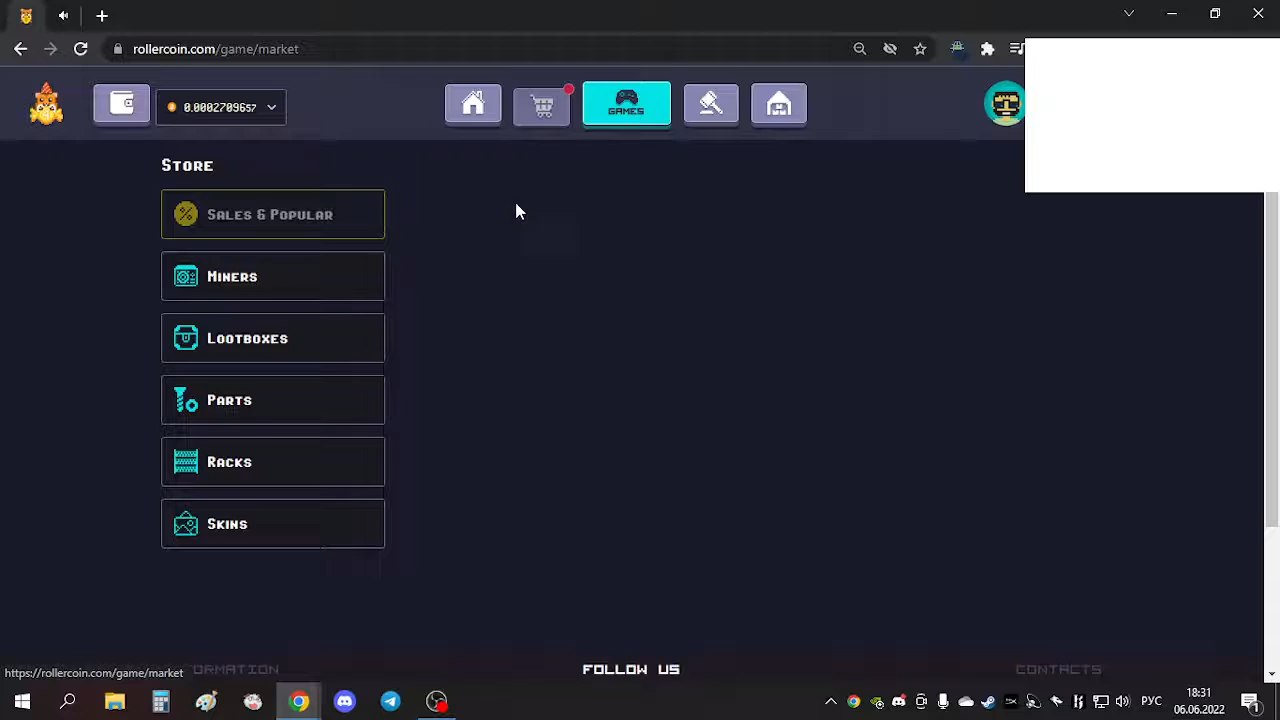 rollercoin.com/game/market
0.0002709657
GAMES
STORE
SALES & POPULAR
MINERS
LOOTBOXES
PARTS
RACKS
SKINS
https://rollercoin.com/game/market
FOLLOW US
CONTACTS
РУС
18:31
06.06.2022
1